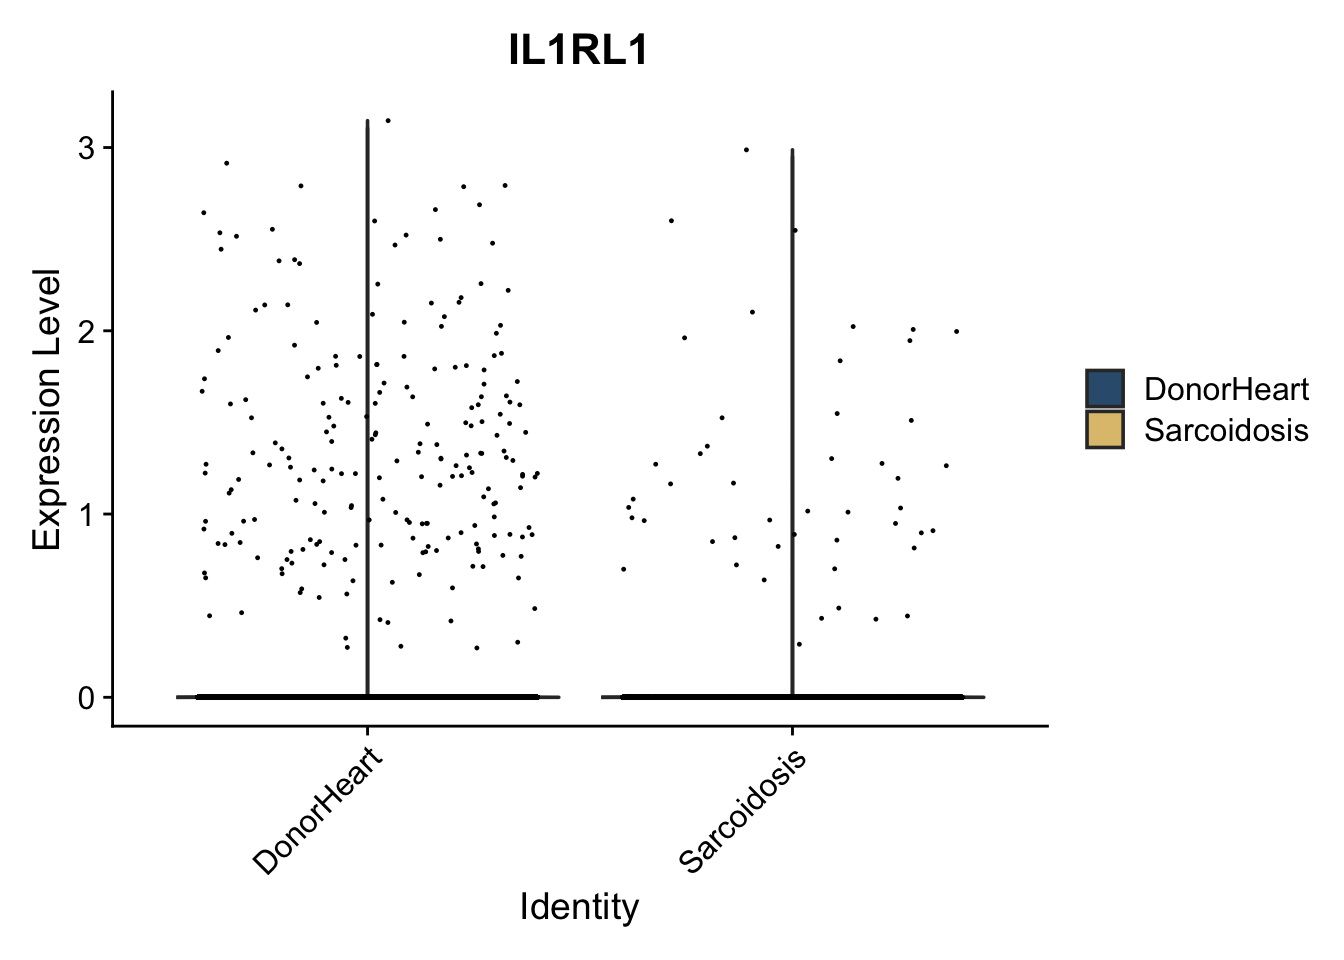 IL1RL1
Expression Level
3
2
1
0
DonorHeart
Sarcoidosis
Identity
DonorHeart
Sarcoidosis